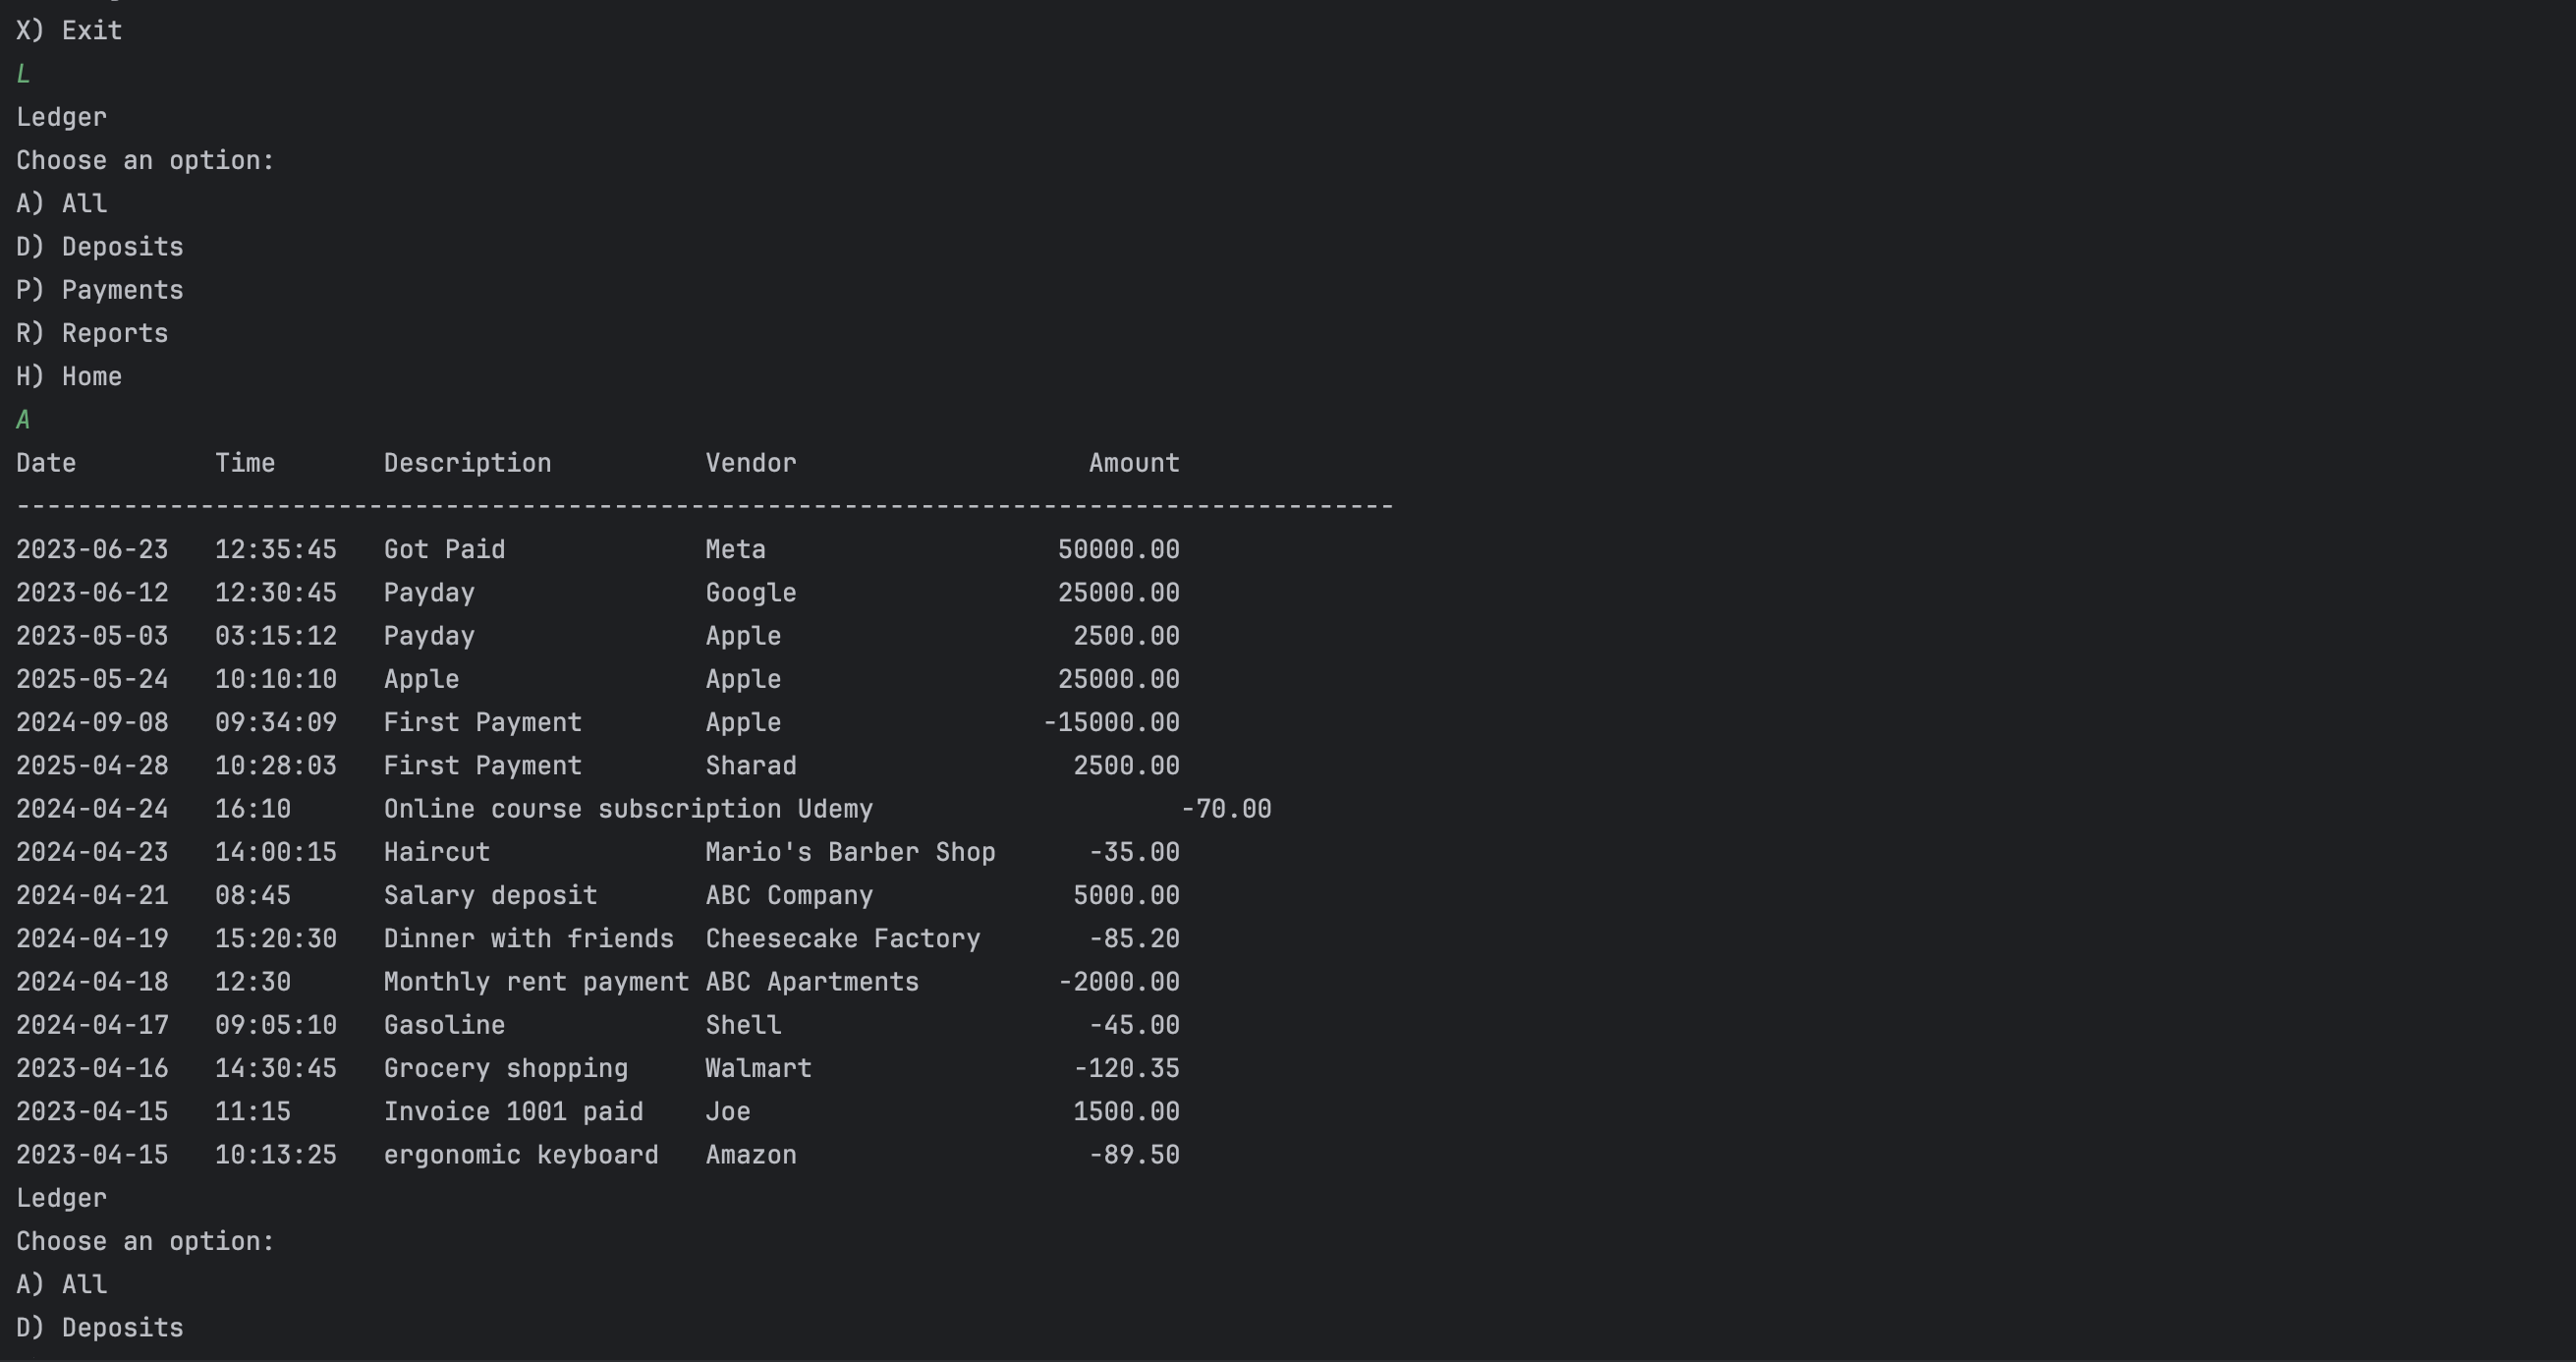 X) Exit
L
Ledger
Choose an option:
A) All
D) Deposits
P) Payments
R) Reports
H) Home
A
Date         Time       Description          Vendor                   Amount
------------------------------------------------------------------------------------------
2023-06-23   12:35:45   Got Paid             Meta                   50000.00
2023-06-12   12:30:45   Payday               Google                 25000.00
2023-05-03   03:15:12   Payday               Apple                   2500.00
2025-05-24   10:10:10   Apple                Apple                  25000.00
2024-09-08   09:34:09   First Payment        Apple                 -15000.00
2025-04-28   10:28:03   First Payment        Sharad                  2500.00
2024-04-24   16:10      Online course subscription Udemy                    -70.00
2024-04-23   14:00:15   Haircut              Mario's Barber Shop      -35.00
2024-04-21   08:45      Salary deposit       ABC Company             5000.00
2024-04-19   15:20:30   Dinner with friends  Cheesecake Factory       -85.20
2024-04-18   12:30      Monthly rent payment ABC Apartments         -2000.00
2024-04-17   09:05:10   Gasoline             Shell                    -45.00
2023-04-16   14:30:45   Grocery shopping     Walmart                 -120.35
2023-04-15   11:15      Invoice 1001 paid    Joe                     1500.00
2023-04-15   10:13:25   ergonomic keyboard   Amazon                   -89.50
Ledger
Choose an option:
A) All
D) Deposits